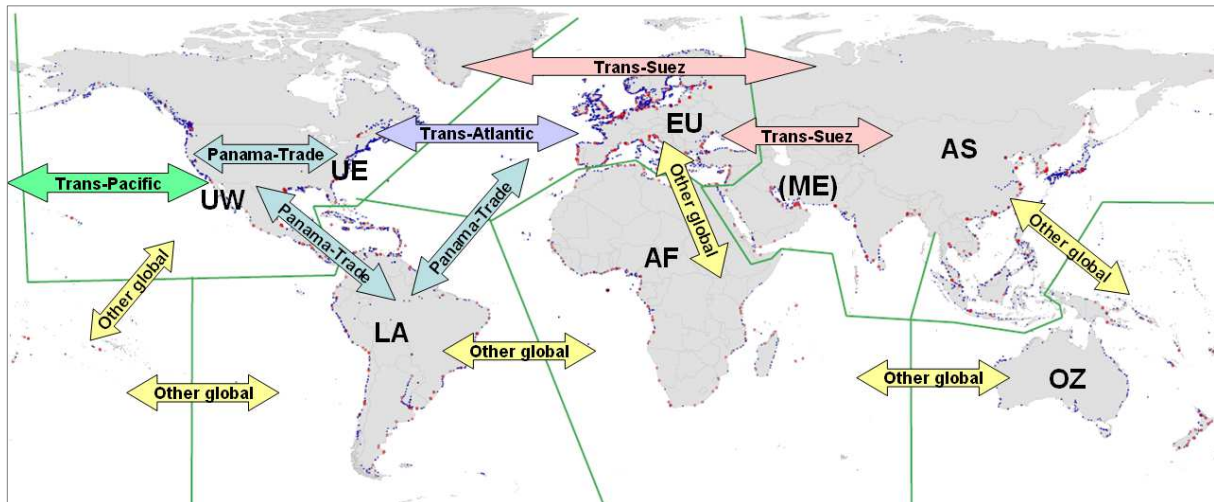 Trans-Suez
Trans-Atlantic
EU
Trans-Suez
AS
Panama-Trade
UE
Trans-Pacific
UW
(ME)
Panama-Trade
Panama-Trade
Other global
Other global
Other global
AF
LA
Other global
Other global
Other global
OZ